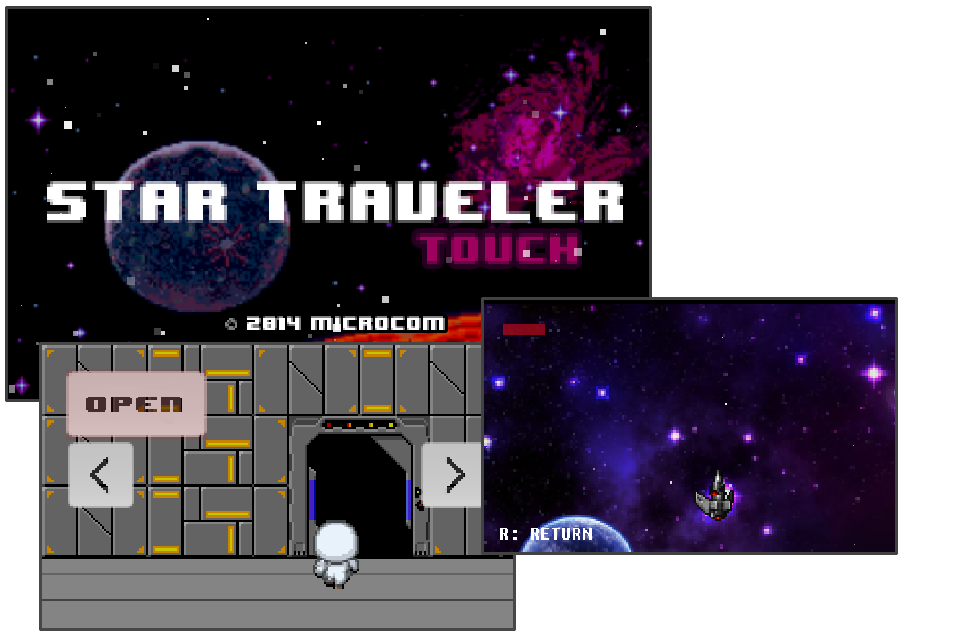 STAR TRAVELER
TOUCH
© 2014 MICROCOM
OPEN
<
>
R: RETURN